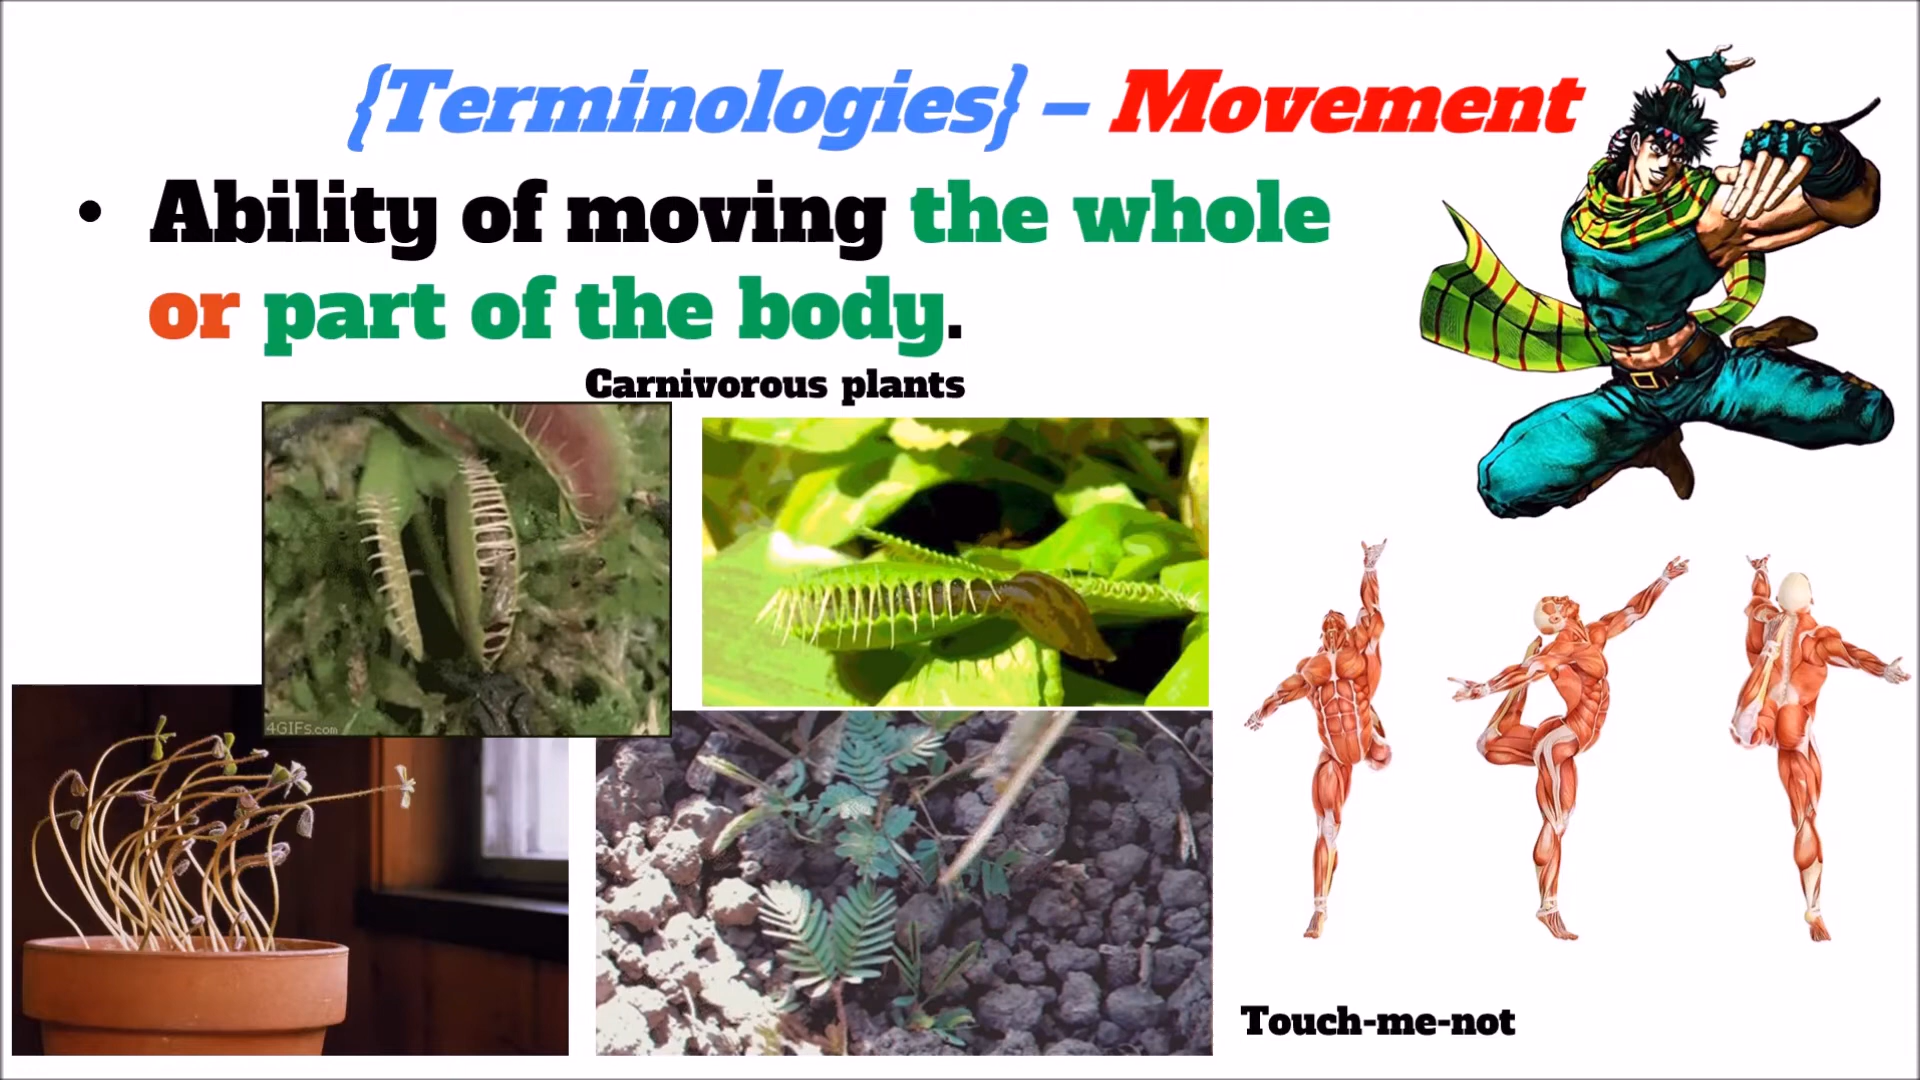 {Terminologies} – Movement
• Ability of moving the whole
or part of the body.
Carnivorous plants
4GIFs.com
Touch-me-not